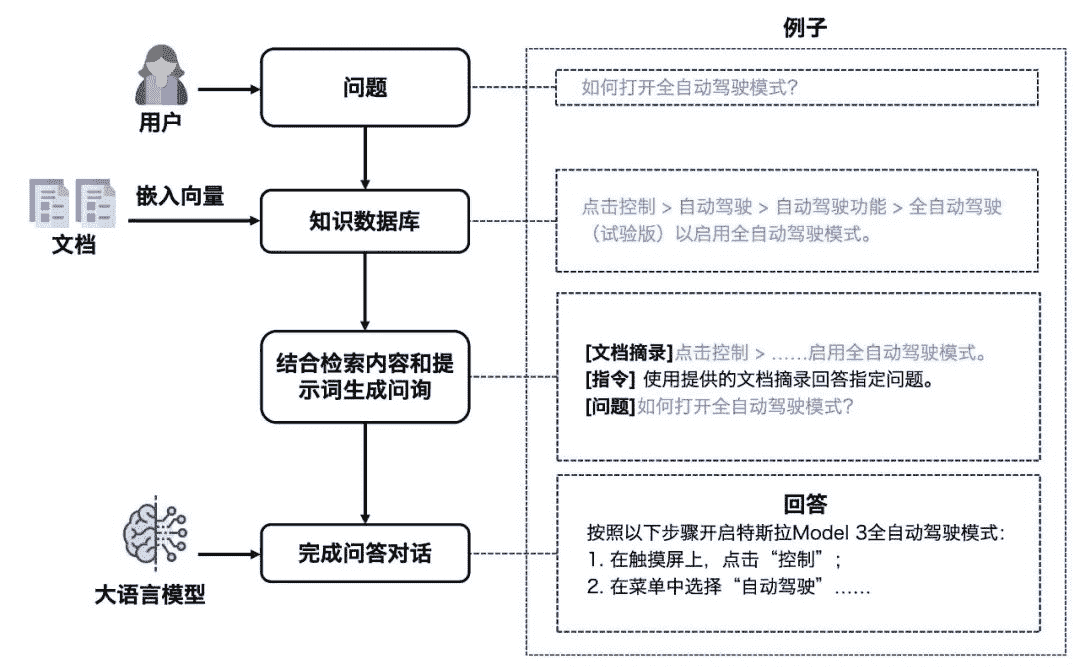 例子
问题
如何打开全自动驾驶模式？
用户
嵌入向量
文档
知识数据库
点击控制 > 自动驾驶 > 自动驾驶功能 > 全自动驾驶
（试验版）以启用全自动驾驶模式。
结合检索内容和提
示词生成问询
[文档摘录]点击控制 > ……启用全自动驾驶模式。
[指令] 使用提供的文档摘录回答指定问题。
[问题]如何打开全自动驾驶模式？
大语言模型
完成问答对话
回答
按照以下步骤开启特斯拉Model 3全自动驾驶模式：
1. 在触摸屏上，点击“控制”；
2. 在菜单中选择“自动驾驶”……